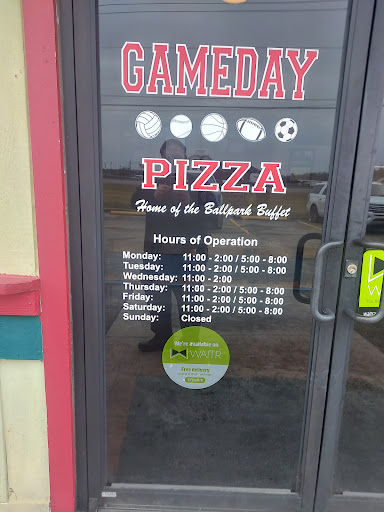 GAMEDAY
PIZZA
Home of the Ballpark Buffet
Hours of Operation
Monday: 11:00 - 2:00 / 5:00 - 8:00
Tuesday: 11:00 - 2:00 / 5:00 - 8:00
Wednesday: 11:00 - 2:00
Thursday: 11:00 - 2:00 / 5:00 - 8:00
Friday: 11:00 - 2:00 / 5:00 - 8:00
Saturday: 11:00 - 2:00 / 5:00 - 8:00
Sunday: Closed
We're available on
WAITR
Free delivery